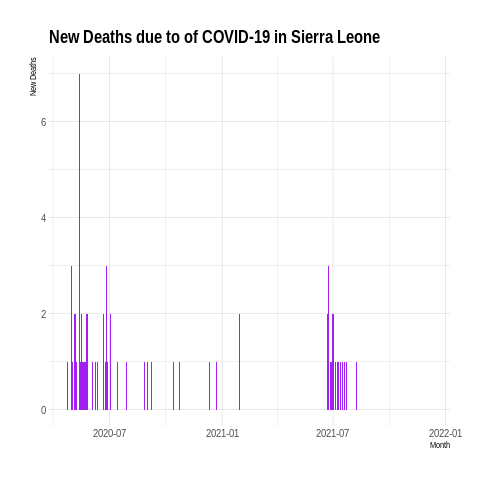 New Deaths due to of COVID-19 in Sierra Leone
New Deaths
6
4
2
0
2020-07
2021-01
2021-07
2022-01
Month